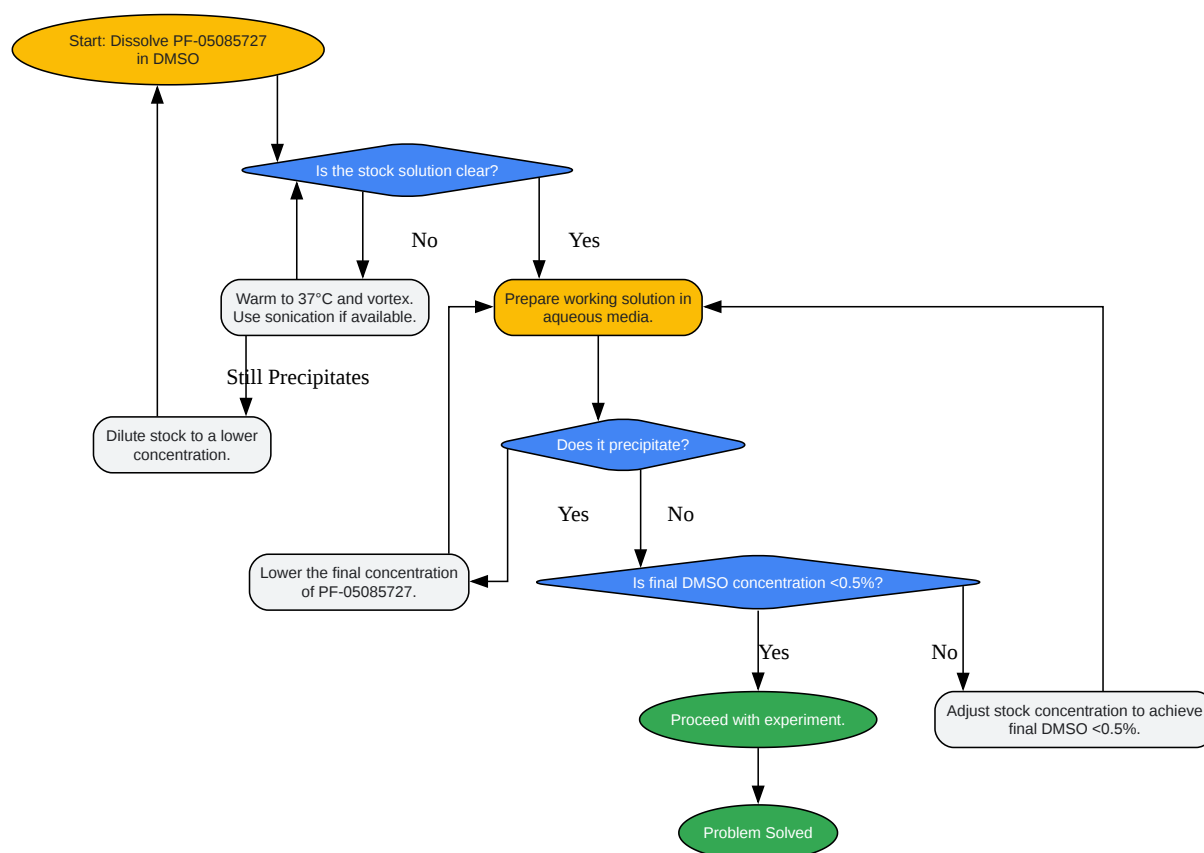 Start: Dissolve PF-05085727
in DMSO
Is the stock solution clear?
No
Yes
Warm to 37°C and vortex.
Use sonication if available.
Prepare working solution in
aqueous media.
Still Precipitates
Dilute stock to a lower
concentration.
Does it precipitate?
Yes
No
Lower the final concentration
of PF-05085727.
Is final DMSO concentration <0.5%?
Yes
No
Proceed with experiment.
Adjust stock concentration to achieve
final DMSO <0.5%.
Problem Solved